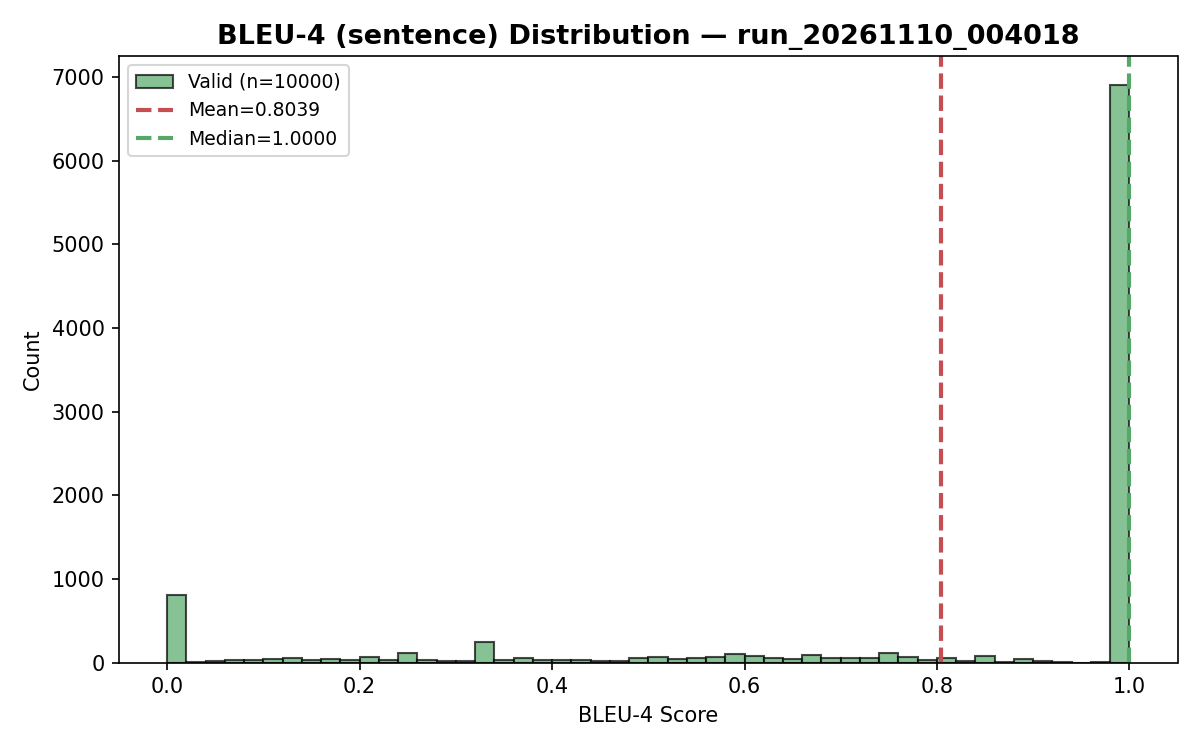 BLEU-4 (sentence) Distribution — run_20261110_004018
Valid (n=10000)
Mean=0.8039
Median=1.0000
7000
6000
5000
4000
3000
2000
1000
0
Count
0.0 0.2 0.4 0.6 0.8 1.0
BLEU-4 Score